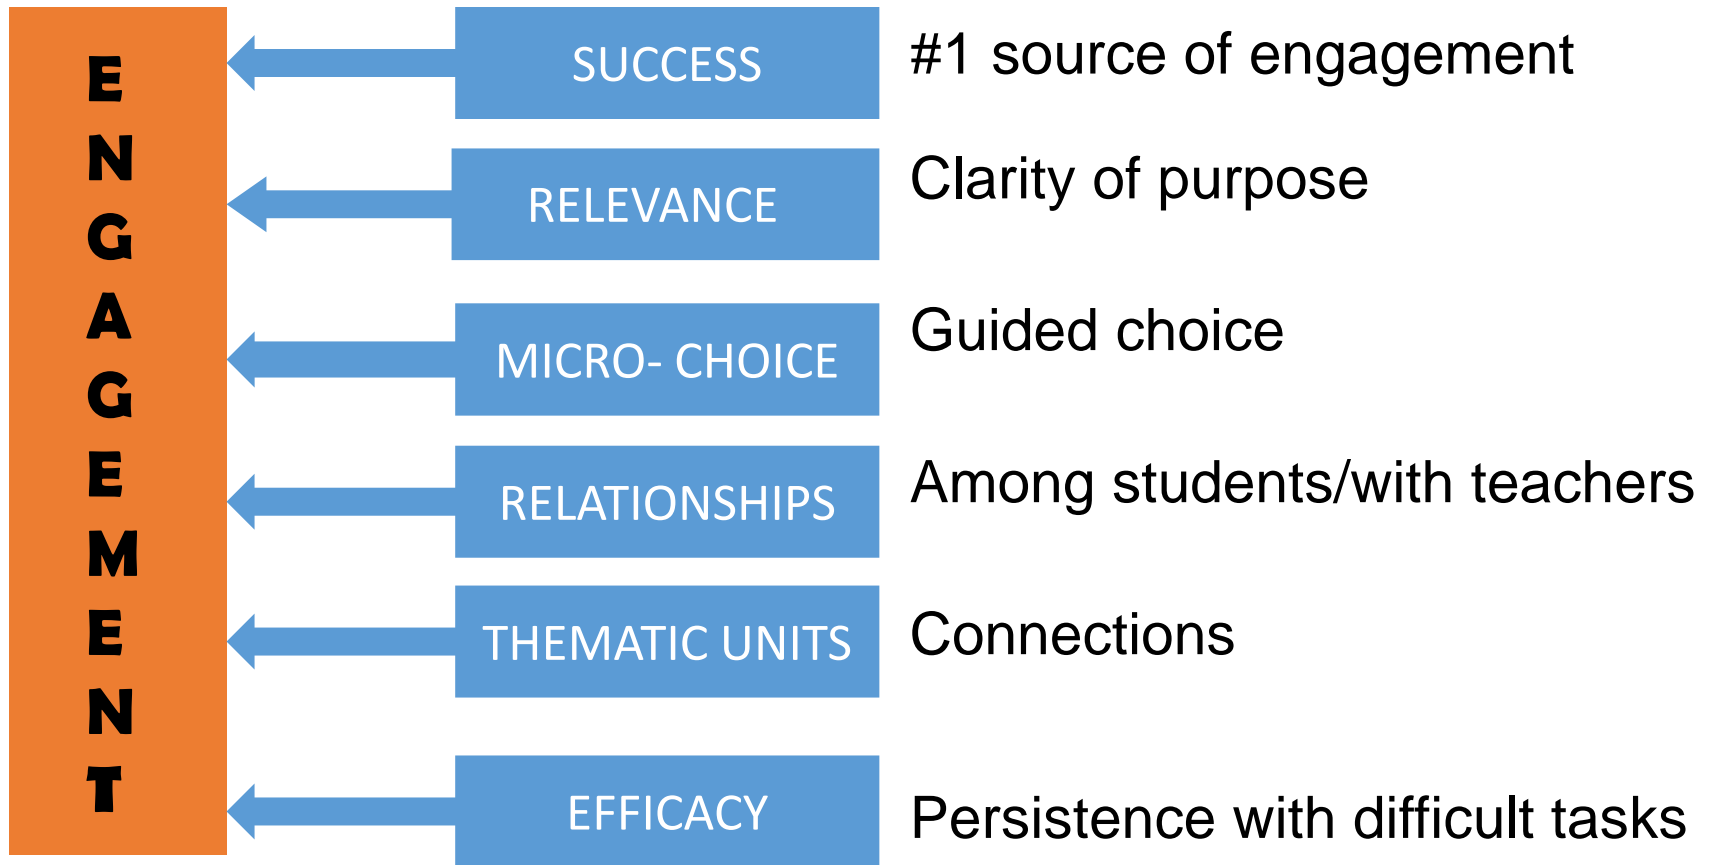 ENGAGEMENT
SUCCESS
#1 source of engagement
RELEVANCE
Clarity of purpose
MICRO- CHOICE
Guided choice
RELATIONSHIPS
Among students/with teachers
THEMATIC UNITS
Connections
EFFICACY
Persistence with difficult tasks